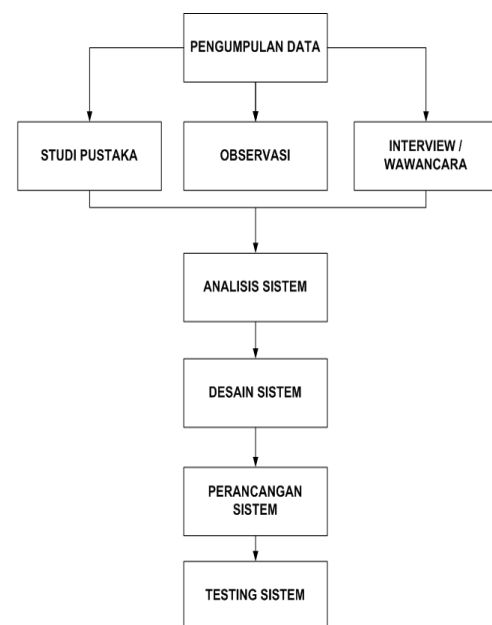 PENGUMPULAN DATA
STUDI PUSTAKA
OBSERVASI
INTERVIEW /
WAWANCARA
ANALISIS SISTEM
DESAIN SISTEM
PERANCANGAN
SISTEM
TESTING SISTEM